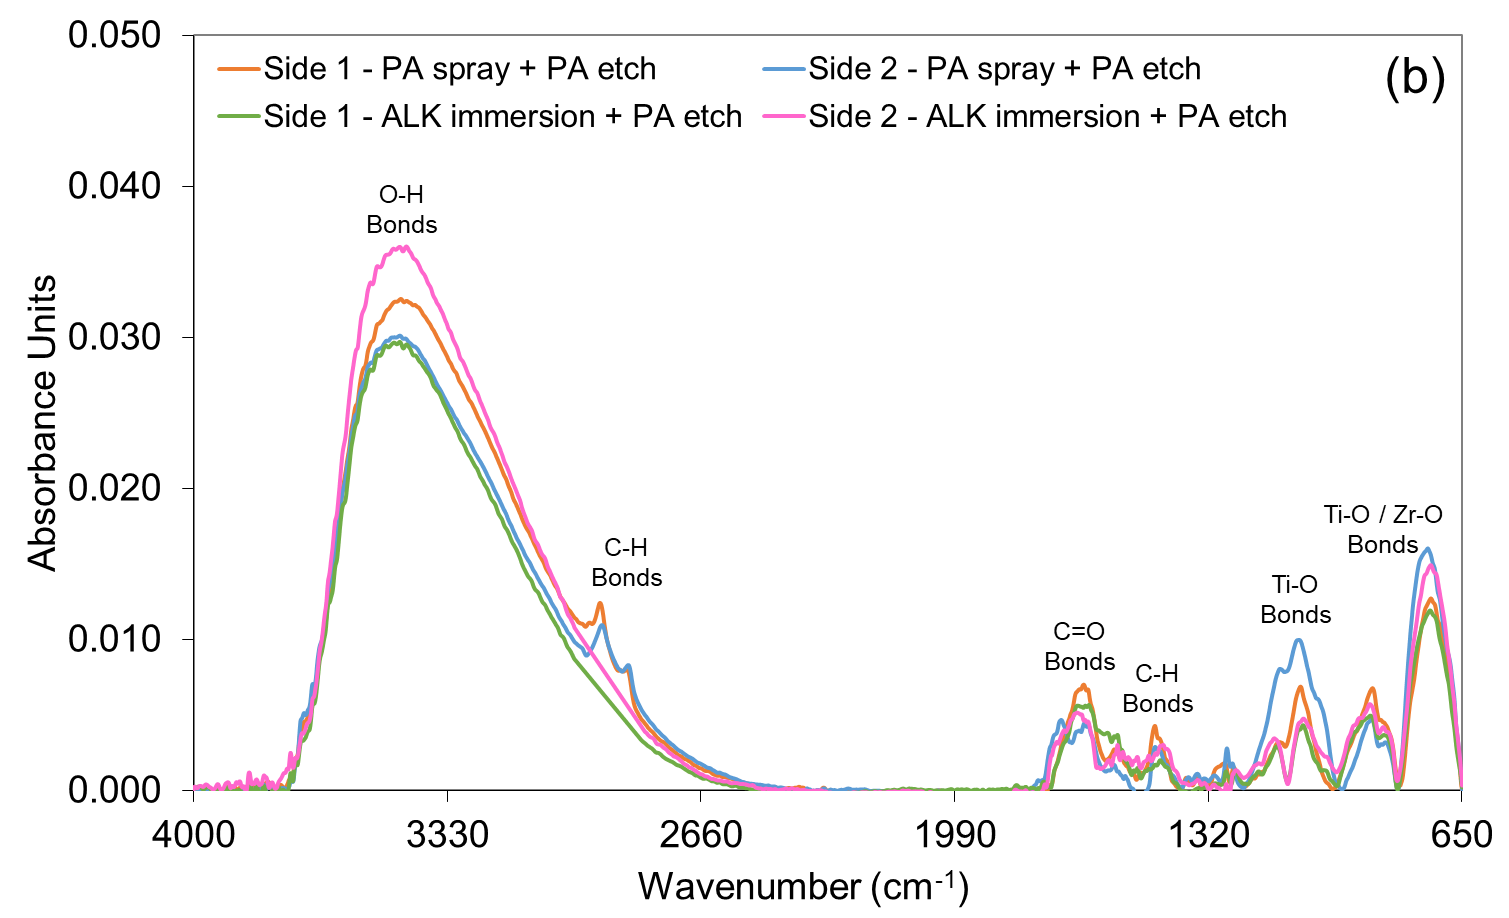 0.050
Side 1 - PA spray + PA etch
Side 2 - PA spray + PA etch
(b)
Side 1 - ALK immersion + PA etch
Side 2 - ALK immersion + PA etch
0.040
O-H
Bonds
0.030
0.020
0.010
0.000
Absorbance Units
C-H
Bonds
C=O
Bonds
C-H
Bonds
Ti-O
Bonds
Ti-O / Zr-O
Bonds
4000
3330
2660
1990
1320
650
Wavenumber (cm⁻¹)